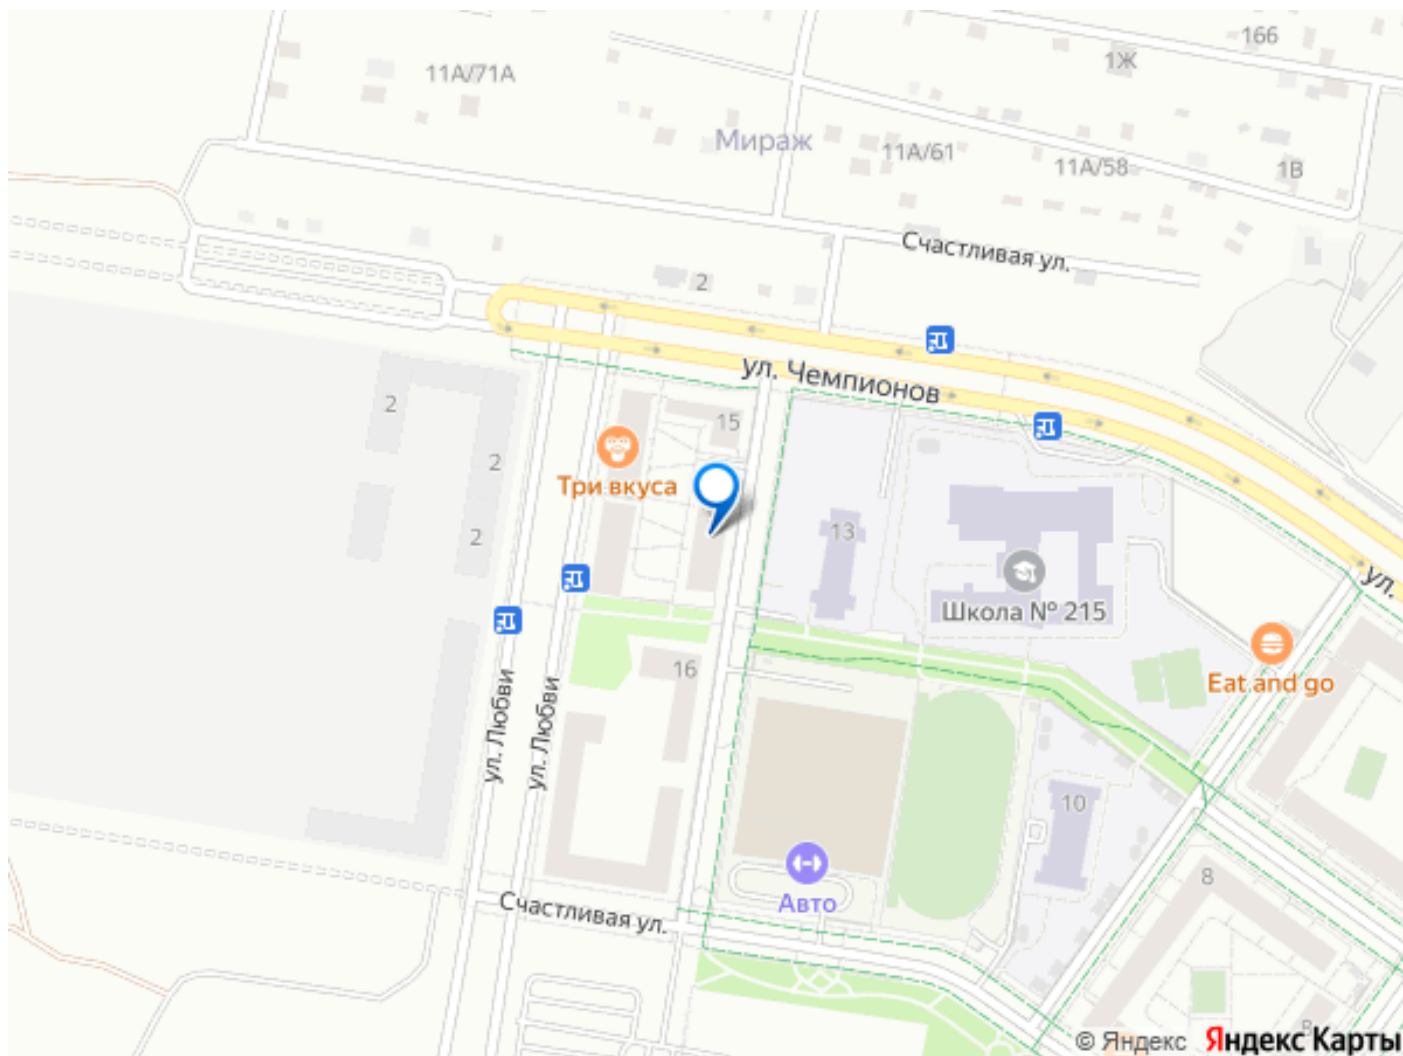 166
1Ж
11А/71А
Мираж
11А/61
11А/58
1В
Счастливая ул.
2
ул. Чемпионов
2
15
2
Три вкуса
2
13
Школа № 215
ул.
16
Eat and go
ул. Любви
ул. Любви
10
8
Авто
Счастливая ул.
© Яндекс Яндекс Карты